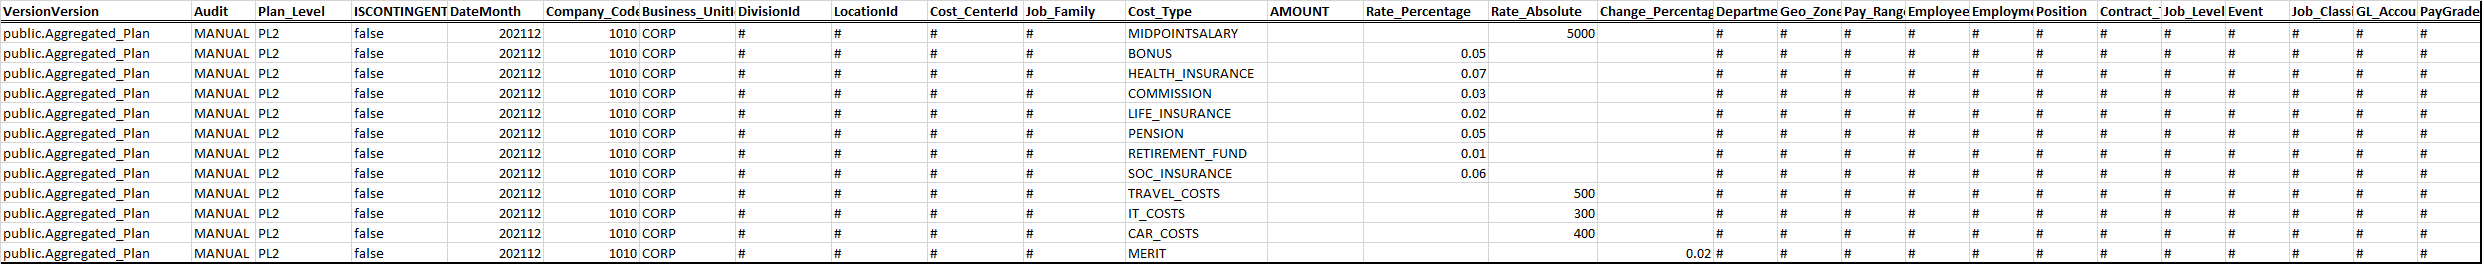 VersionVersion Audit Plan_Level ISCONTINGENT DateMonth Company_Code Business_UnitI DivisionId LocationId Cost_CenterId Job_Family Cost_Type AMOUNT Rate_Percentage Rate_Absolute Change_Percentag Departme Geo_Zone Pay_Rang Employee Employme Position Contract_ Job_Level Event Job_Classi GL_Accou PayGrade
public.Aggregated_Plan MANUAL PL2 false 202112 1010 CORP # # # # MIDPOINTSALARY 5000 # # # # # # # # # # # #
public.Aggregated_Plan MANUAL PL2 false 202112 1010 CORP # # # # BONUS 0.05 # # # # # # # # # # # #
public.Aggregated_Plan MANUAL PL2 false 202112 1010 CORP # # # # HEALTH_INSURANCE 0.07 # # # # # # # # # # # #
public.Aggregated_Plan MANUAL PL2 false 202112 1010 CORP # # # # COMMISSION 0.03 # # # # # # # # # # # #
public.Aggregated_Plan MANUAL PL2 false 202112 1010 CORP # # # # LIFE_INSURANCE 0.02 # # # # # # # # # # # #
public.Aggregated_Plan MANUAL PL2 false 202112 1010 CORP # # # # PENSION 0.05 # # # # # # # # # # # #
public.Aggregated_Plan MANUAL PL2 false 202112 1010 CORP # # # # RETIREMENT_FUND 0.01 # # # # # # # # # # # #
public.Aggregated_Plan MANUAL PL2 false 202112 1010 CORP # # # # SOC_INSURANCE 0.06 # # # # # # # # # # # #
public.Aggregated_Plan MANUAL PL2 false 202112 1010 CORP # # # # TRAVEL_COSTS 500 # # # # # # # # # # # #
public.Aggregated_Plan MANUAL PL2 false 202112 1010 CORP # # # # IT_COSTS 300 # # # # # # # # # # # #
public.Aggregated_Plan MANUAL PL2 false 202112 1010 CORP # # # # CAR_COSTS 400 # # # # # # # # # # # #
public.Aggregated_Plan MANUAL PL2 false 202112 1010 CORP # # # # MERIT 0.02 # # # # # # # # # # # #